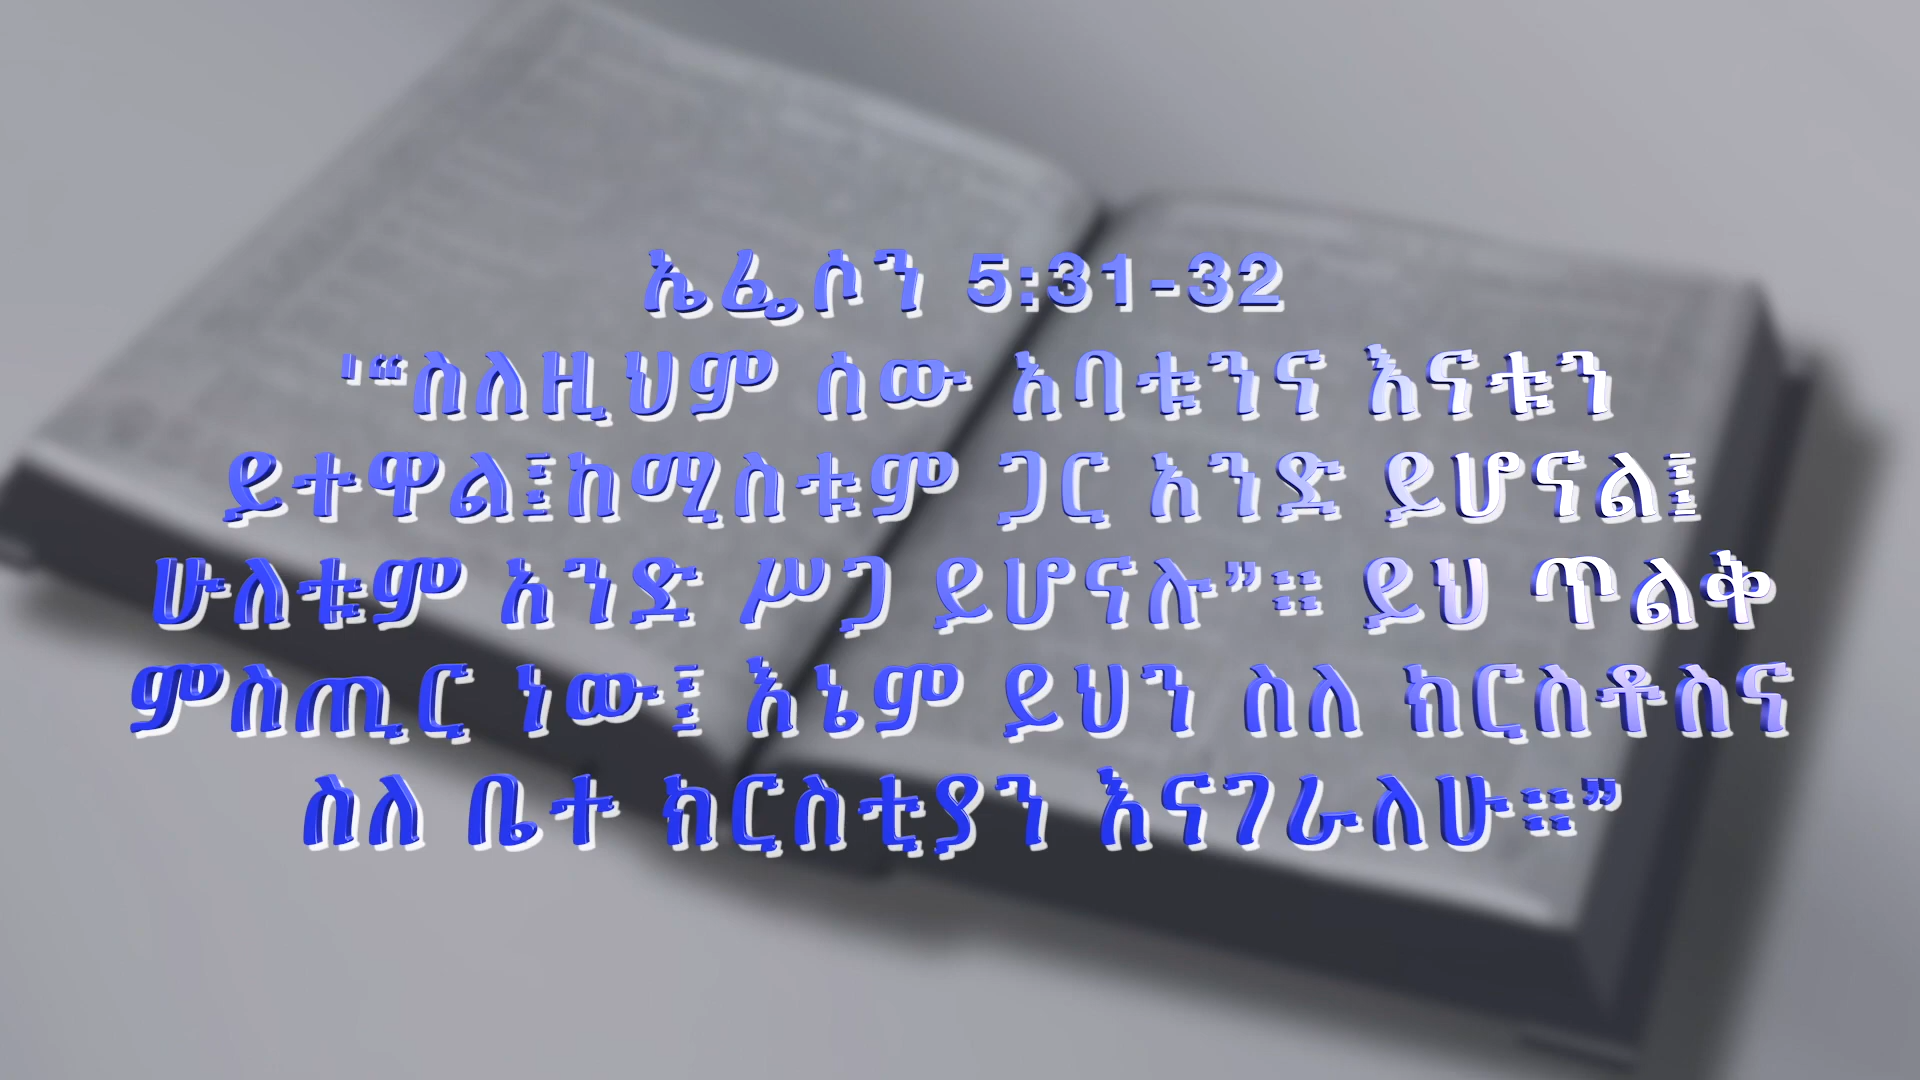 ኤፌሶን 5:31-32
'“ስለዚህም ሰው አባቱንና እናቱን
ይተዋል፤ከሚስቱም ጋር አንድ ይሆናል፤
ሁለቱም አንድ ሥጋ ይሆናሉ”። ይህ ጥልቅ
ምስጢር ነው፤ እኔም ይህን ስለ ክርስቶስና
ስለ ቤተ ክርስቲያን እናገራለሁ።”